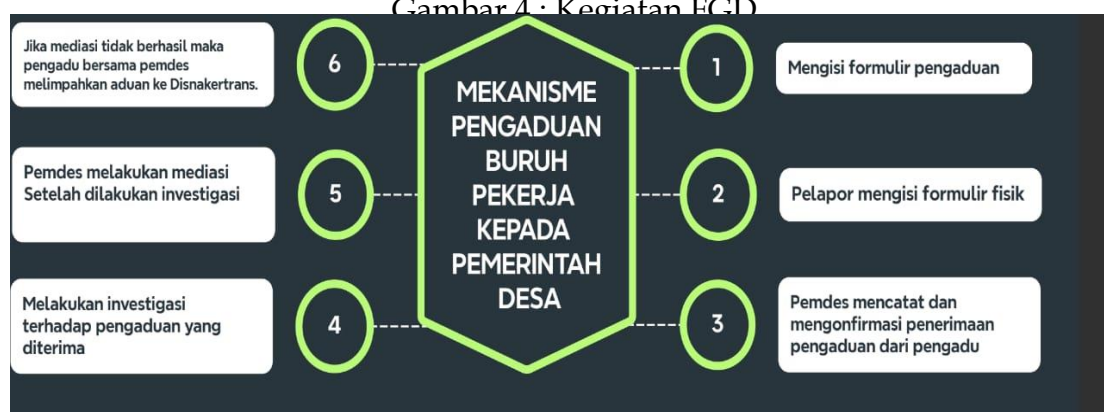 Gambar 4 : Kegiatan FGD
MEKANISME
PENGADUAN
BURUH
PEKERJA
KEPADA
PEMERINTAH
DESA
1
Mengisi formulir pengaduan
2
Pelapor mengisi formulir fisik
3
Pemdes mencatat dan
mengonfirmasi penerimaan
pengaduan dari pengadu
4
Melakukan investigasi
terhadap pengaduan yang
diterima
5
Pemdes melakukan mediasi
Setelah dilakukan investigasi
6
Jika mediasi tidak berhasil maka
pengadu bersama pemdes
melimpahkan aduan ke Disnakertrans.